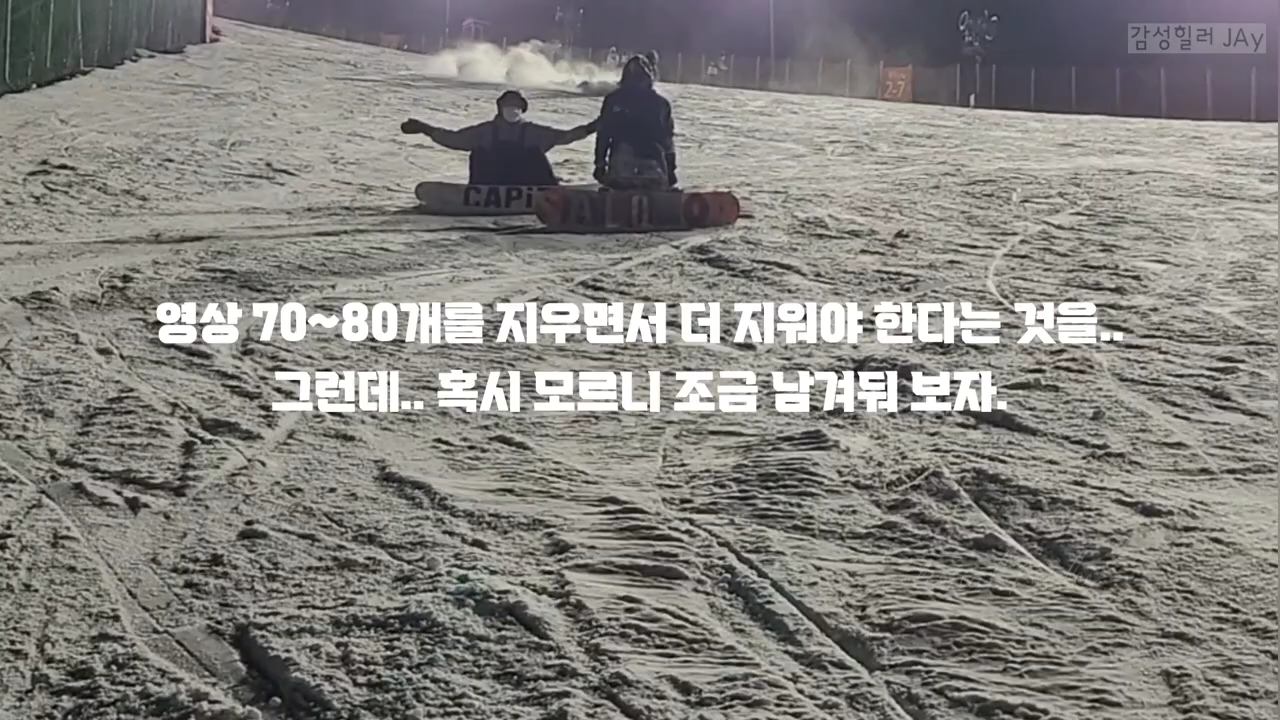 감성힐러 JAy
2-7
CAPi
SALO
영상 70~80개를 지우면서 더 지워야 한다는 것을..
그런데.. 혹시 모르니 조금 남겨둬 보자.